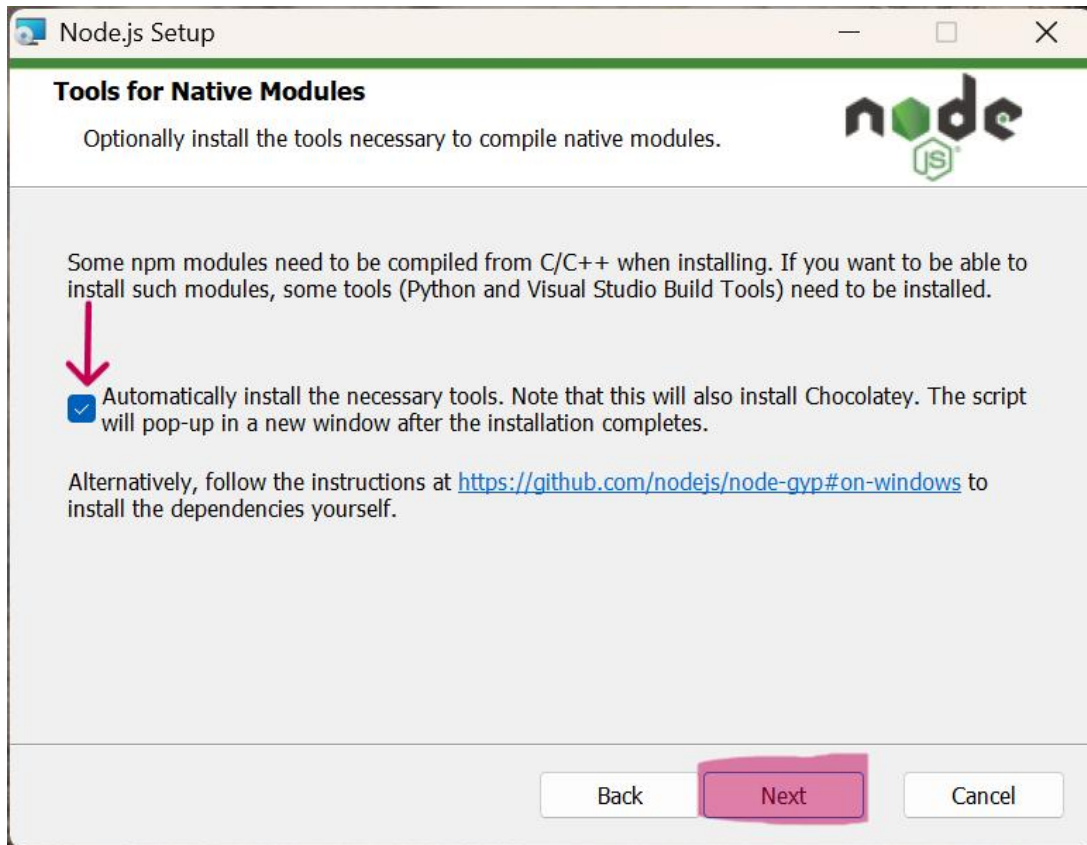 Node.js Setup
Tools for Native Modules
Optionally install the tools necessary to compile native modules.
node
JS
Some npm modules need to be compiled from C/C++ when installing. If you want to be able to
install such modules, some tools (Python and Visual Studio Build Tools) need to be installed.
Automatically install the necessary tools. Note that this will also install Chocolatey. The script
will pop-up in a new window after the installation completes.
Alternatively, follow the instructions at https://github.com/nodejs/node-gyp#on-windows to
install the dependencies yourself.
Back Next Cancel